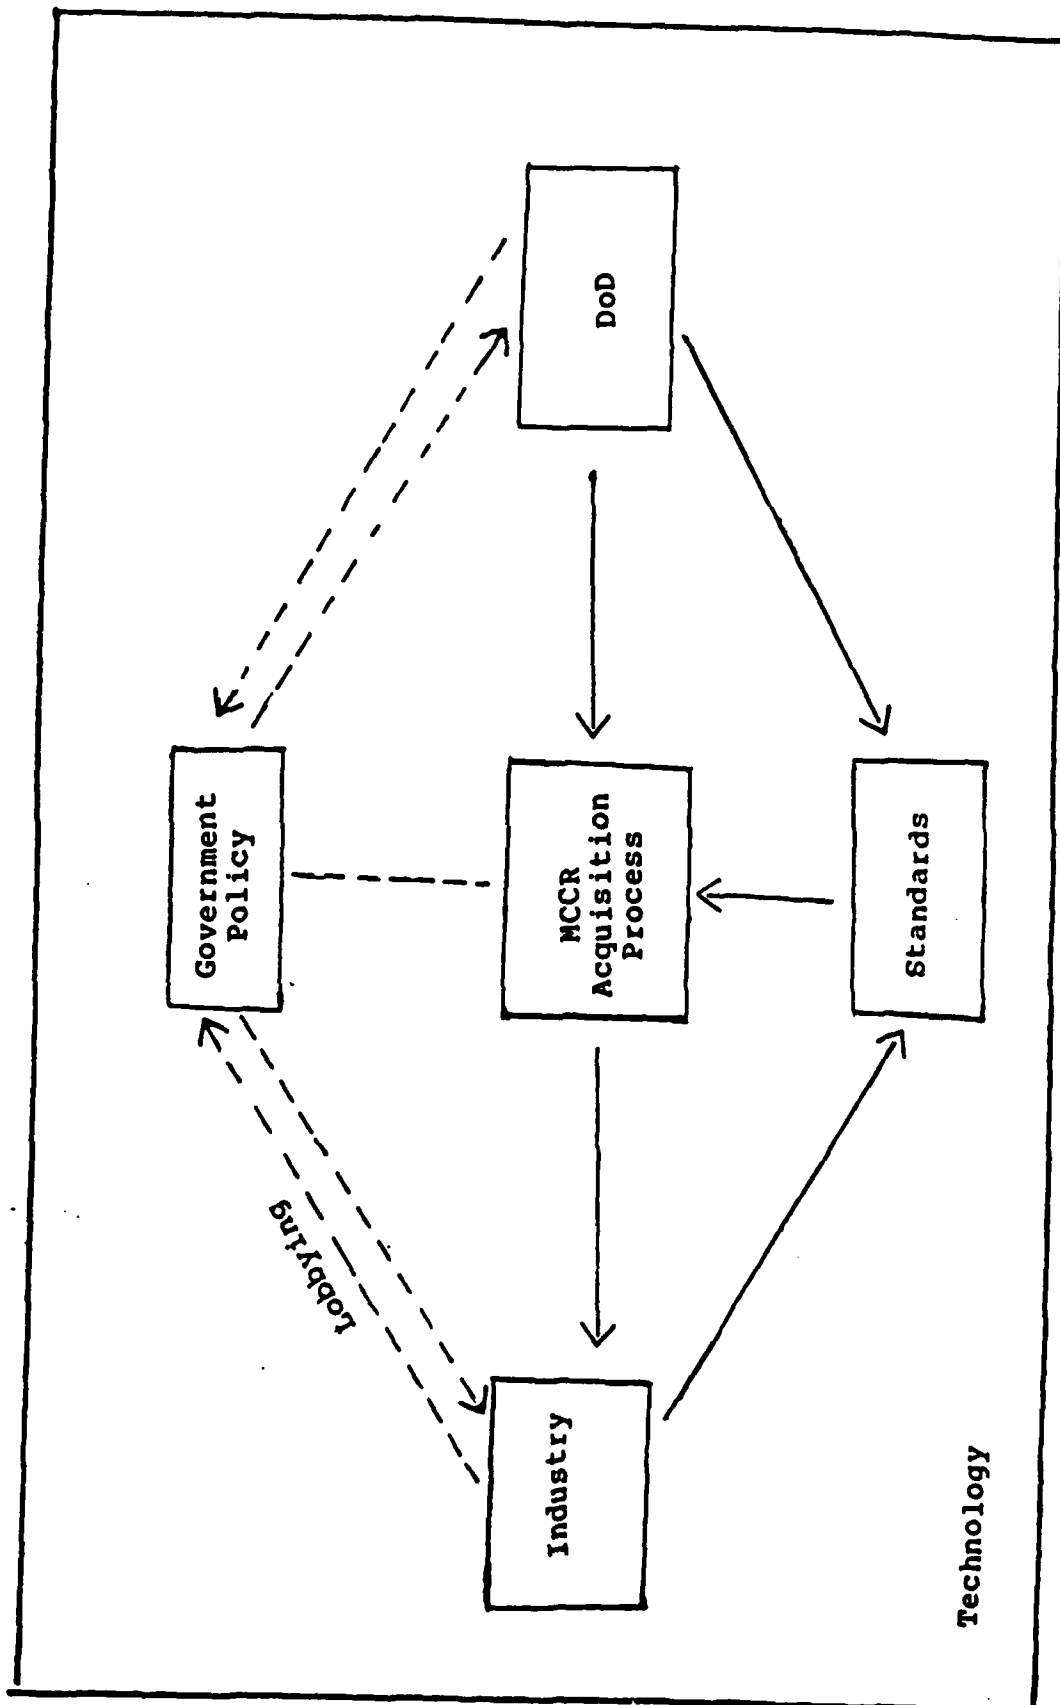 Government
Policy
Lobbying
Industry
MCCR
Acquisition
Process
DoD
Standards
Technology